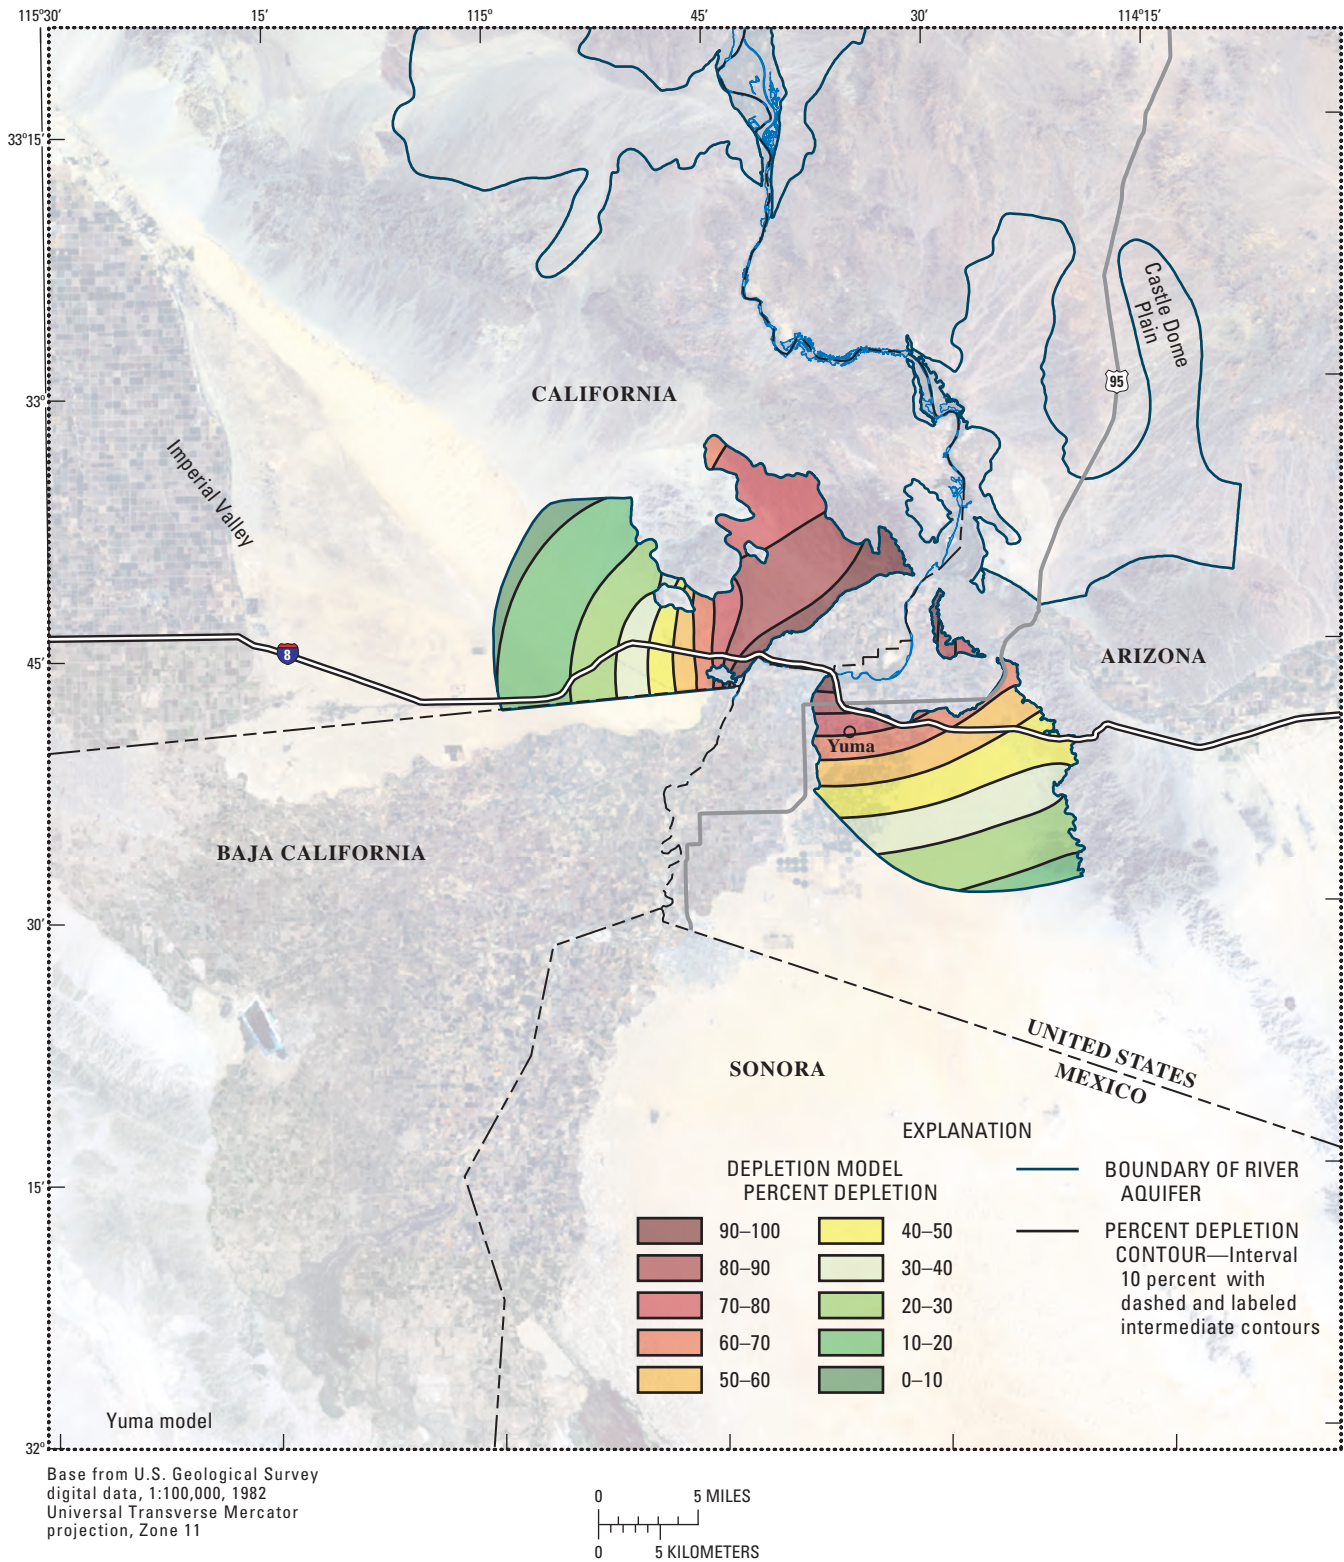 115°30′ 15′ 115° 45′ 30′ 114°15′
33°15′
33°
45′
30′
15′
32°
Castle Dome
Plain
95
CALIFORNIA
Imperial Valley
8
ARIZONA
Yuma
BAJA CALIFORNIA
SONORA
UNITED STATES
MEXICO
EXPLANATION
DEPLETION MODEL
PERCENT DEPLETION
90–100
80–90
70–80
60–70
50–60
40–50
30–40
20–30
10–20
0–10
BOUNDARY OF RIVER
AQUIFER
PERCENT DEPLETION
CONTOUR—Interval
10 percent with
dashed and labeled
intermediate contours
Yuma model
Base from U.S. Geological Survey
digital data, 1:100,000, 1982
Universal Transverse Mercator
projection, Zone 11
0 5 MILES
0 5 KILOMETERS